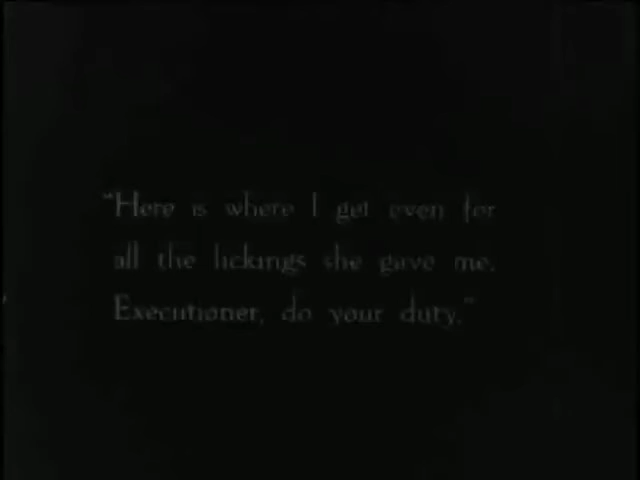 "Here is where I get even for
all the lickings she gave me.
Executioner, do your duty."